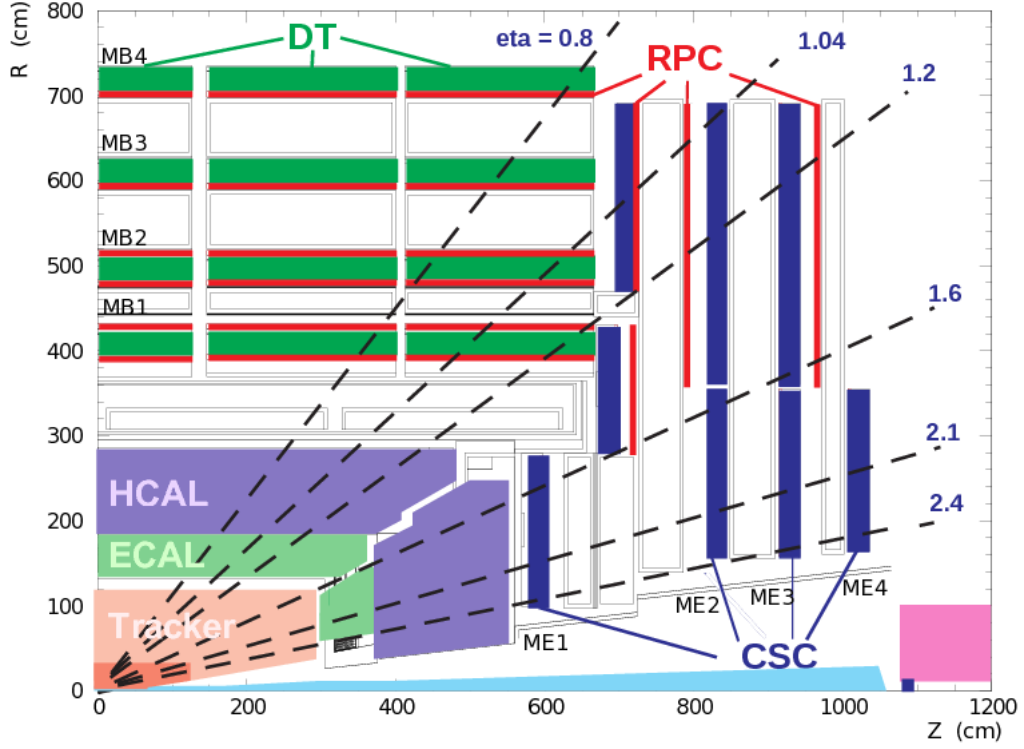 800
R (cm)
DT
eta = 0.8
1.04
MB4
RPC
1.2
700
MB3
600
MB2
500
1.6
MB1
400
300
2.1
HCAL
2.4
200
ECAL
100
Tracker
ME1
ME2
ME3
ME4
CSC
0
0
200
400
600
800
1000
1200
Z (cm)